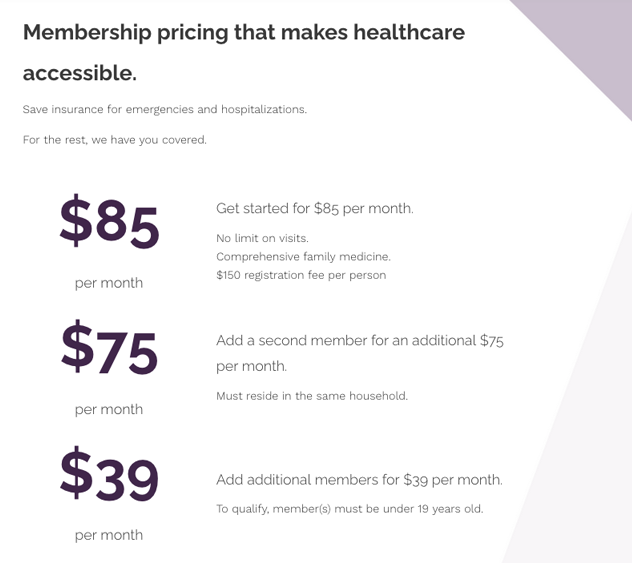 Membership pricing that makes healthcare
accessible.
Save insurance for emergencies and hospitalizations.
For the rest, we have you covered.
$85
per month
Get started for $85 per month.
No limit on visits.
Comprehensive family medicine.
$150 registration fee per person
$75
per month
Add a second member for an additional $75
per month.
Must reside in the same household.
$39
per month
Add additional members for $39 per month.
To qualify, member(s) must be under 19 years old.